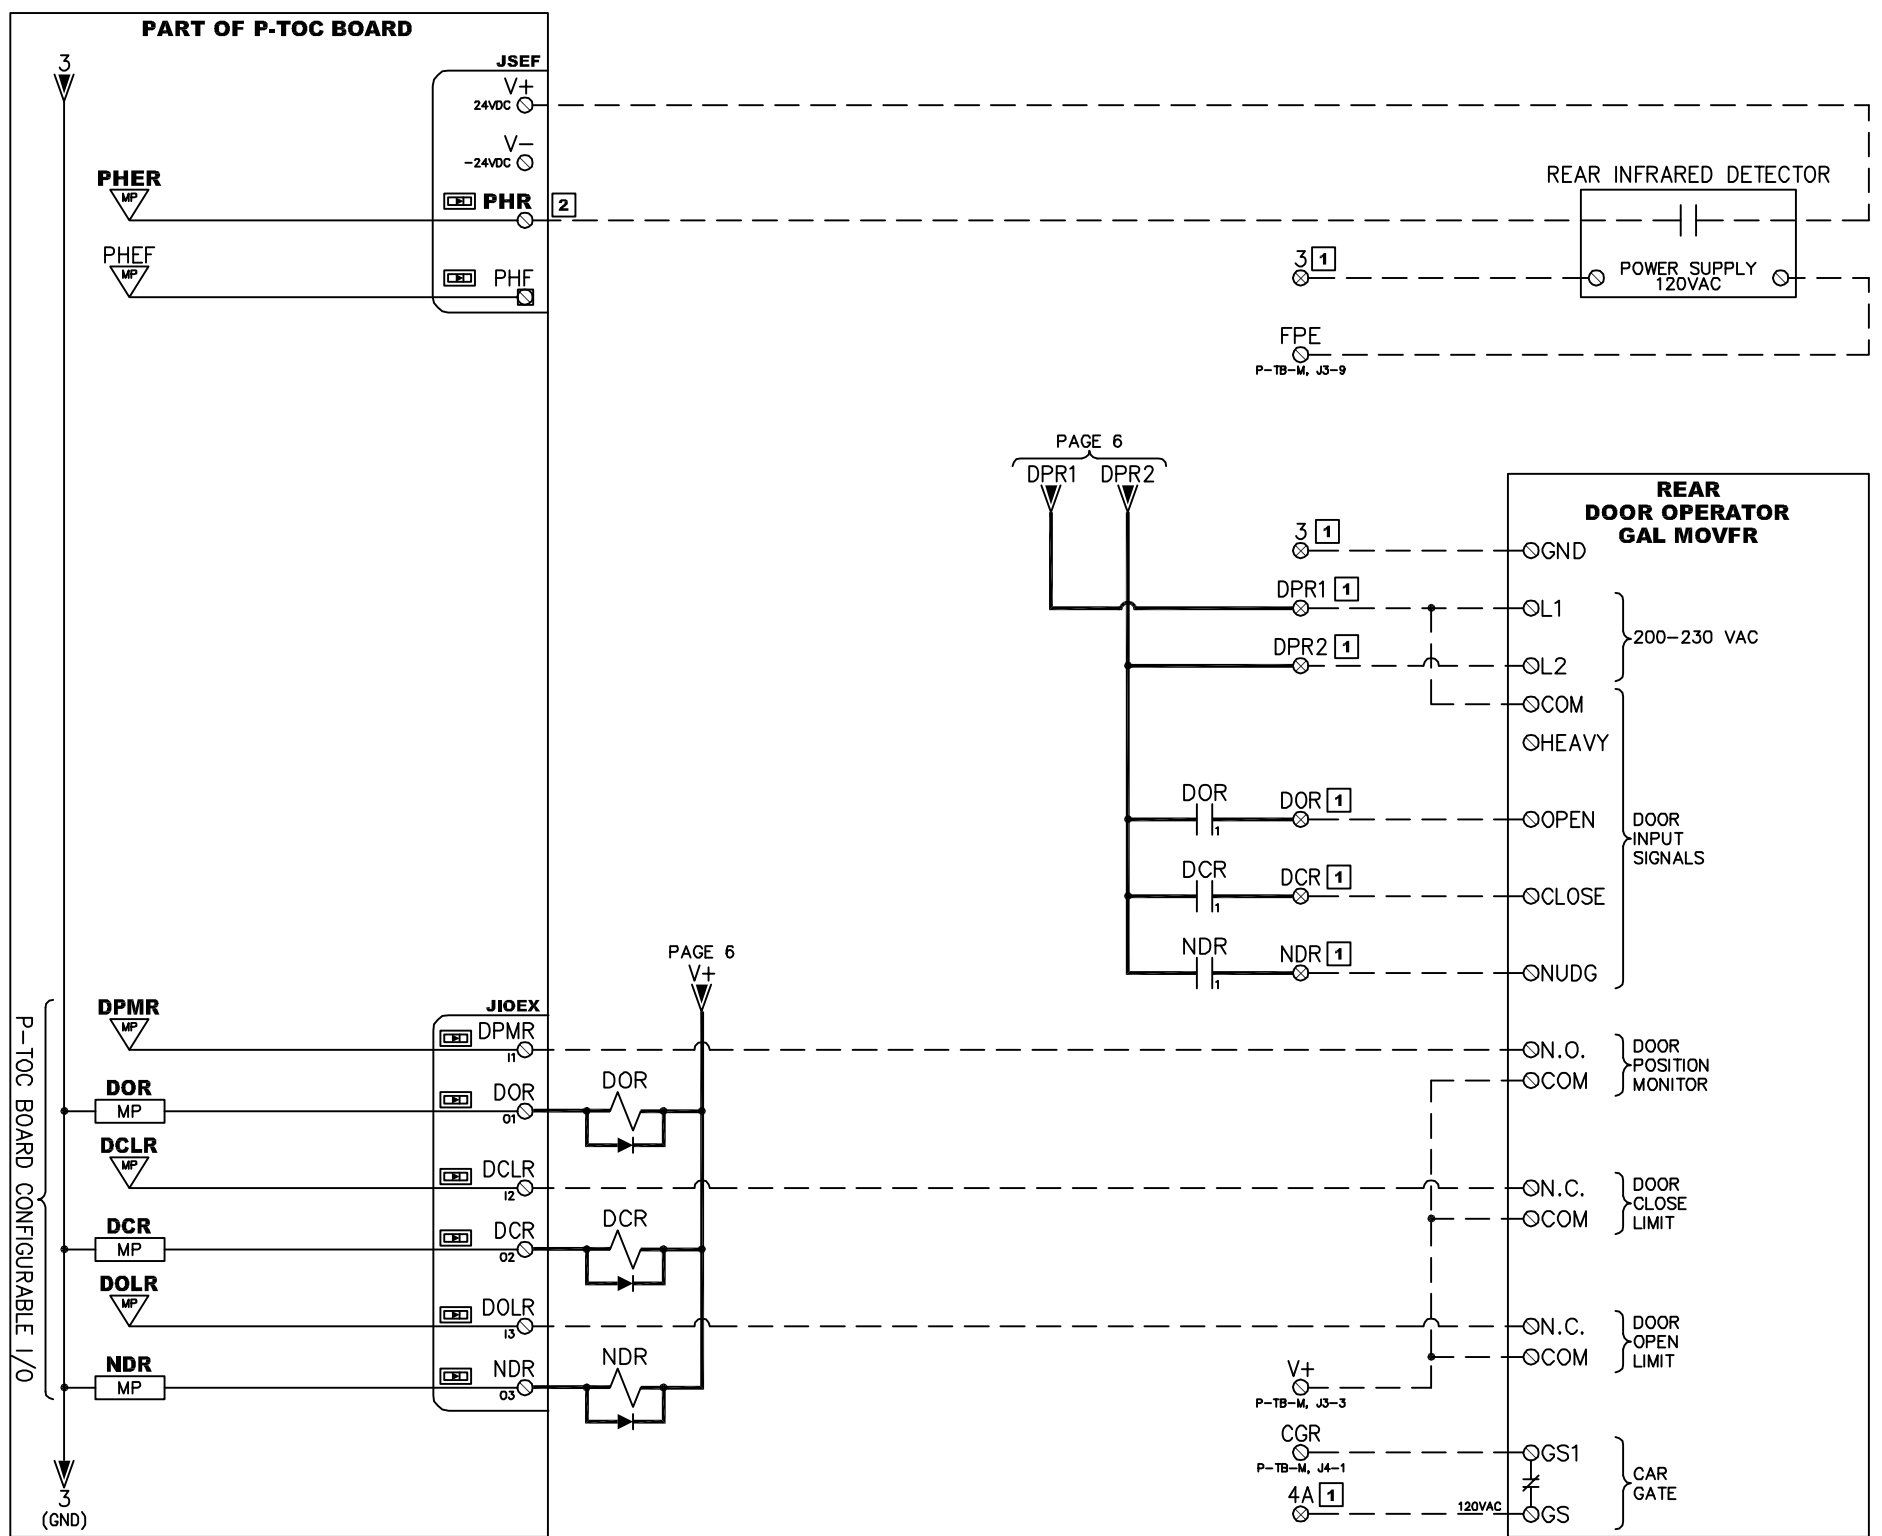 PART OF P-TOC BOARD
3
JSEF
V+
24VDC
V-
-24VDC
PHER
MP
PHR
2
PHEF
MP
PHF
REAR INFRARED DETECTOR
3 1
POWER SUPPLY
120VAC
FPE
P-TB-M, J3-9
PAGE 6
DPR1 DPR2
REAR
DOOR OPERATOR
GAL MOVFR
3 1
GND
DPR1 1
L1
200-230 VAC
DPR2 1
L2
COM
HEAVY
DOR
1
DOR 1
OPEN
DOOR
INPUT
SIGNALS
DCR
1
DCR 1
CLOSE
NDR
1
NDR 1
NUDG
PAGE 6
V+
P-TOC BOARD CONFIGURABLE I/O
JIOEX
DPMR
MP
DPMR
I1
N.O.
COM
DOOR
POSITION
MONITOR
DOR
MP
DOR
O1
DOR
DCLR
MP
DCLR
I2
N.C.
COM
DOOR
CLOSE
LIMIT
DCR
MP
DCR
O2
DCR
DOLR
MP
DOLR
I3
N.C.
COM
DOOR
OPEN
LIMIT
NDR
MP
NDR
O3
NDR
V+
P-TB-M, J3-3
CGR
P-TB-M, J4-1
GS1
4A 1
120VAC
GS
CAR
GATE
3
(GND)